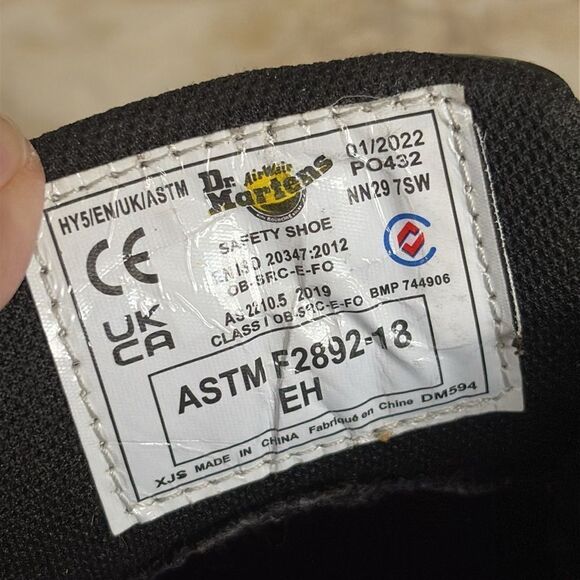 HY5/EN/UK/ASTM
Dr. AirWair
Martens
01/2022
PO432
NN29 7SW
CE
UK
CA
SAFETY SHOE
EN ISO 20347:2012
OB-SRC-E-FO
AS 2210.5 2019
CLASS I OB-SRC-E-FO BMP 744906
ASTM F2892-18
EH
XJS MADE IN CHINA Fabriqué en Chine DM594